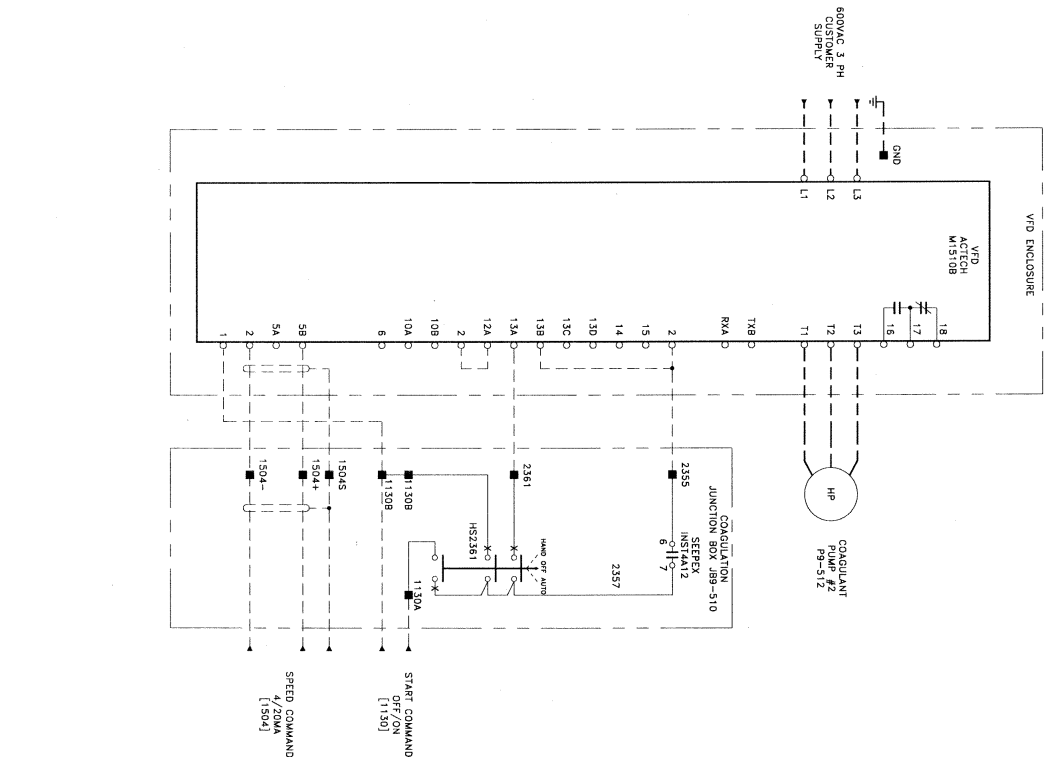 600VAC 3 PH
CUSTOMER
SUPPLY
GND
L1
L2
L3
VFD ENCLOSURE
VFD
ACTECH
M1510B
1
2
5A
5B
6
10A
10B
2
12A
13A
13B
13C
13D
14
15
2
RXA
TXB
T1
T2
T3
16
17
18
1504-
1504+
1504S
1130B
1130B
2361
2355
HP
COAGULATION
JUNCTION BOX JB9-510
SEEPEX
INST4A12
6
7
HS2361
HAND OFF AUTO
2357
1130A
COAGULANT
PUMP #2
P9-512
SPEED COMMAND
4/20MA
[1504]
START COMMAND
OFF/ON
[1130]